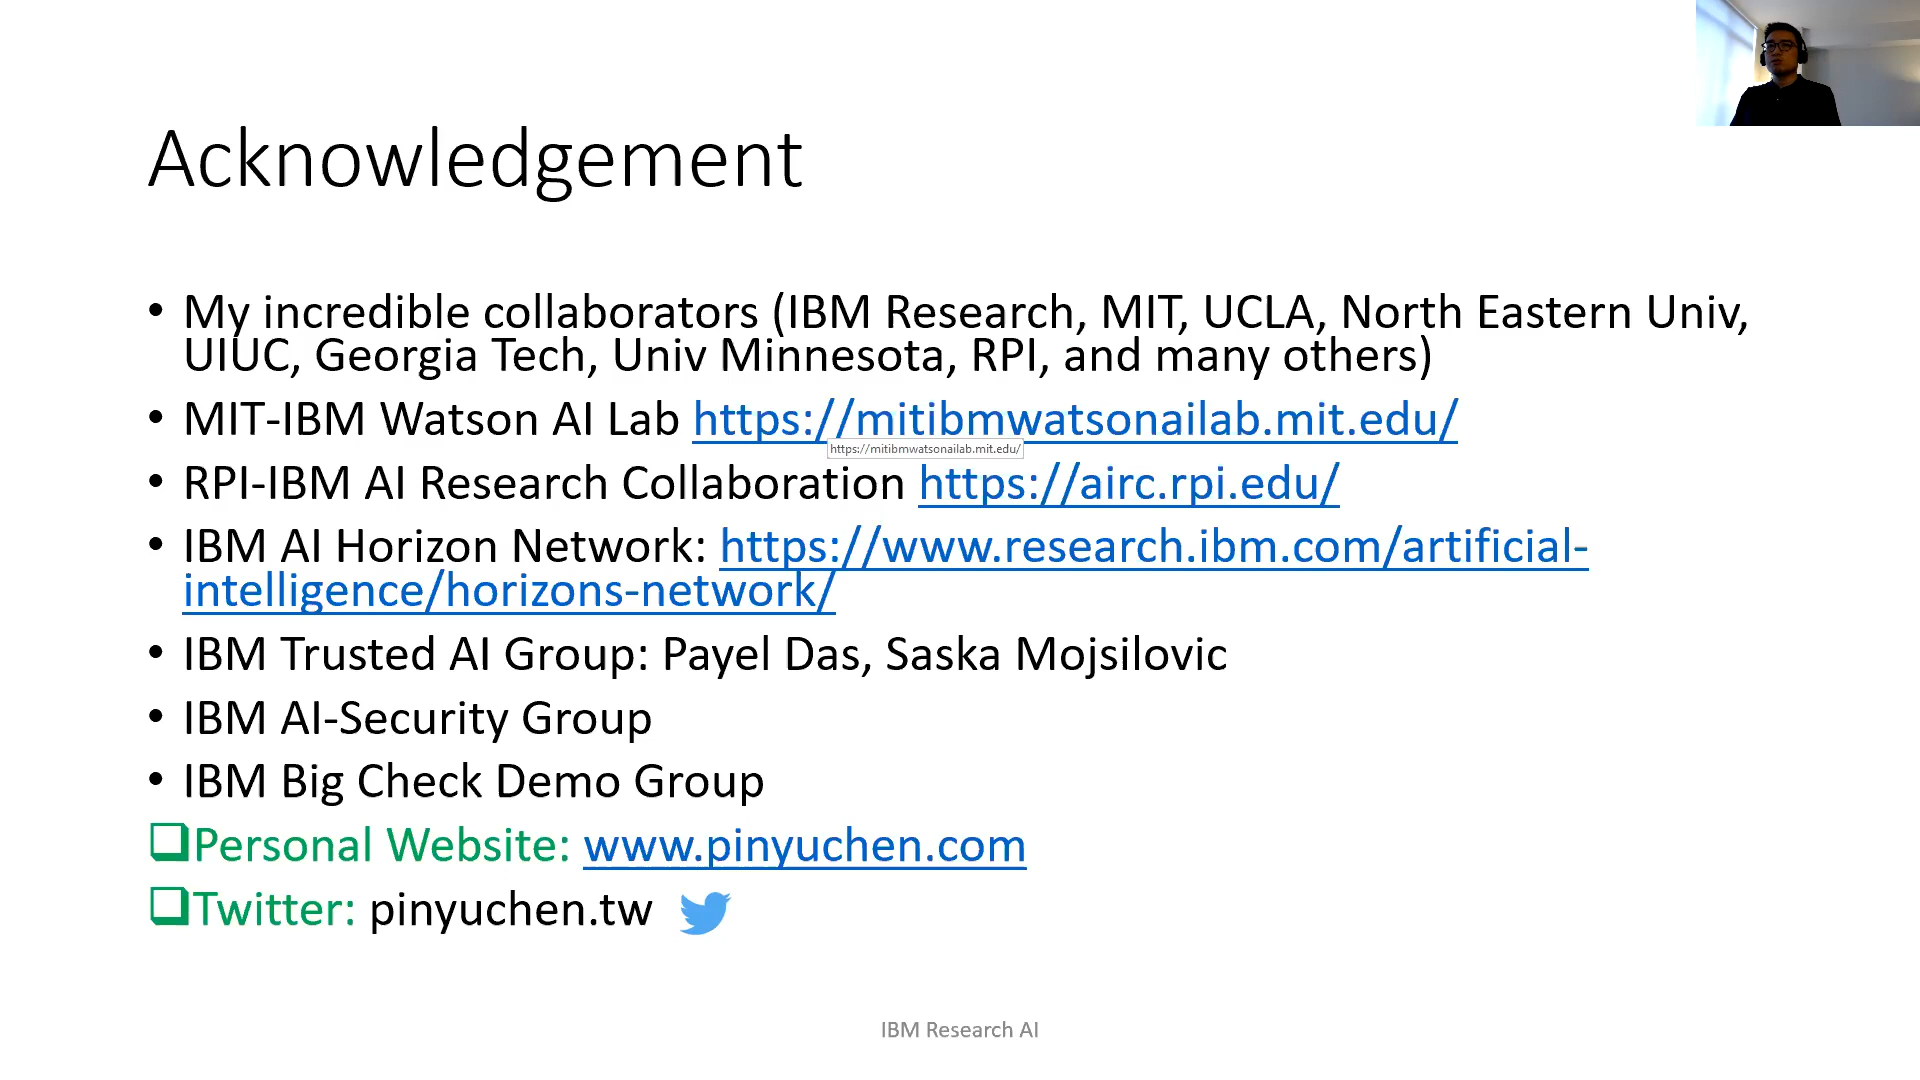 Acknowledgement
• My incredible collaborators (IBM Research, MIT, UCLA, North Eastern Univ,
UIUC, Georgia Tech, Univ Minnesota, RPI, and many others)
• MIT-IBM Watson AI Lab https://mitibmwatsonailab.mit.edu/
https://mitibmwatsonailab.mit.edu/
• RPI-IBM AI Research Collaboration https://airc.rpi.edu/
• IBM AI Horizon Network: https://www.research.ibm.com/artificial-
intelligence/horizons-network/
• IBM Trusted AI Group: Payel Das, Saska Mojsilovic
• IBM AI-Security Group
• IBM Big Check Demo Group
❑Personal Website: www.pinyuchen.com
❑Twitter: pinyuchen.tw
IBM Research AI